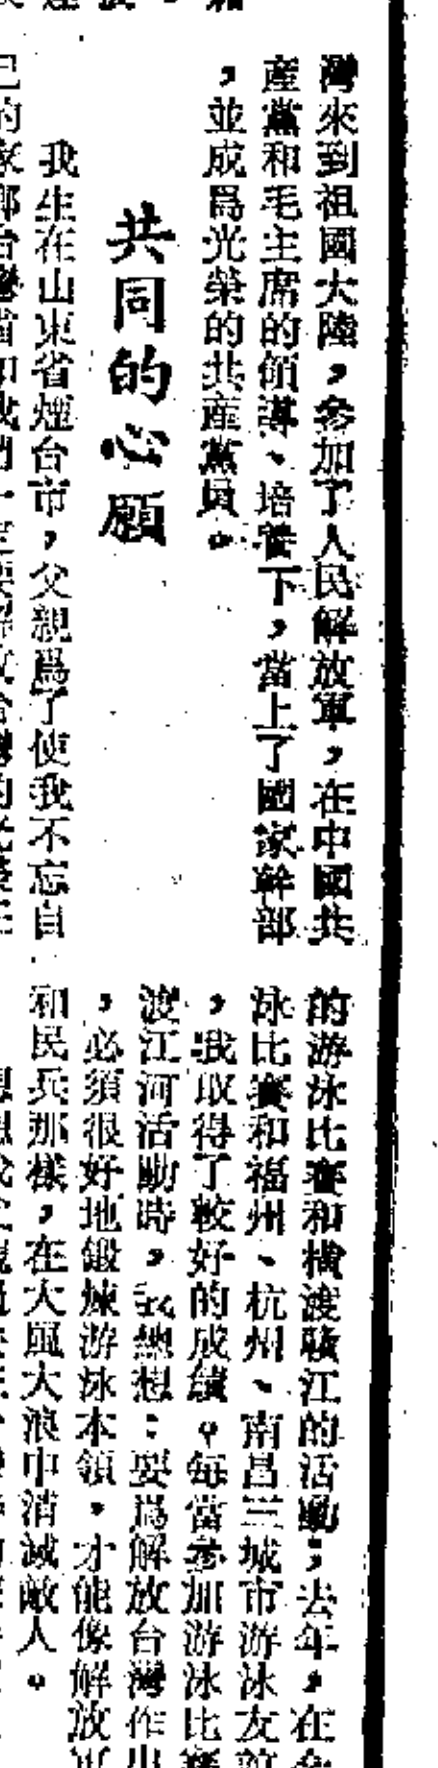 灣來到祖國大陸，參加了人民解放軍，在中國共
產黨和毛主席的領導、培養下，當上了國家幹部
，並成爲光榮的共產黨員。
共同的心願
我生在山東省煙台市，父親爲了使我不忘自
的游泳比賽和橫渡贛江的活動；去年，在
泳比賽和福州、杭州、南昌三城市游泳友誼
，我取得了較好的成績。每當參加游泳比賽
渡江河活動時，我總想：要爲解放台灣作出
，必須很好地鍛煉游泳本領，才能像解放軍
和民兵那樣，在大風大浪中消滅敵人。